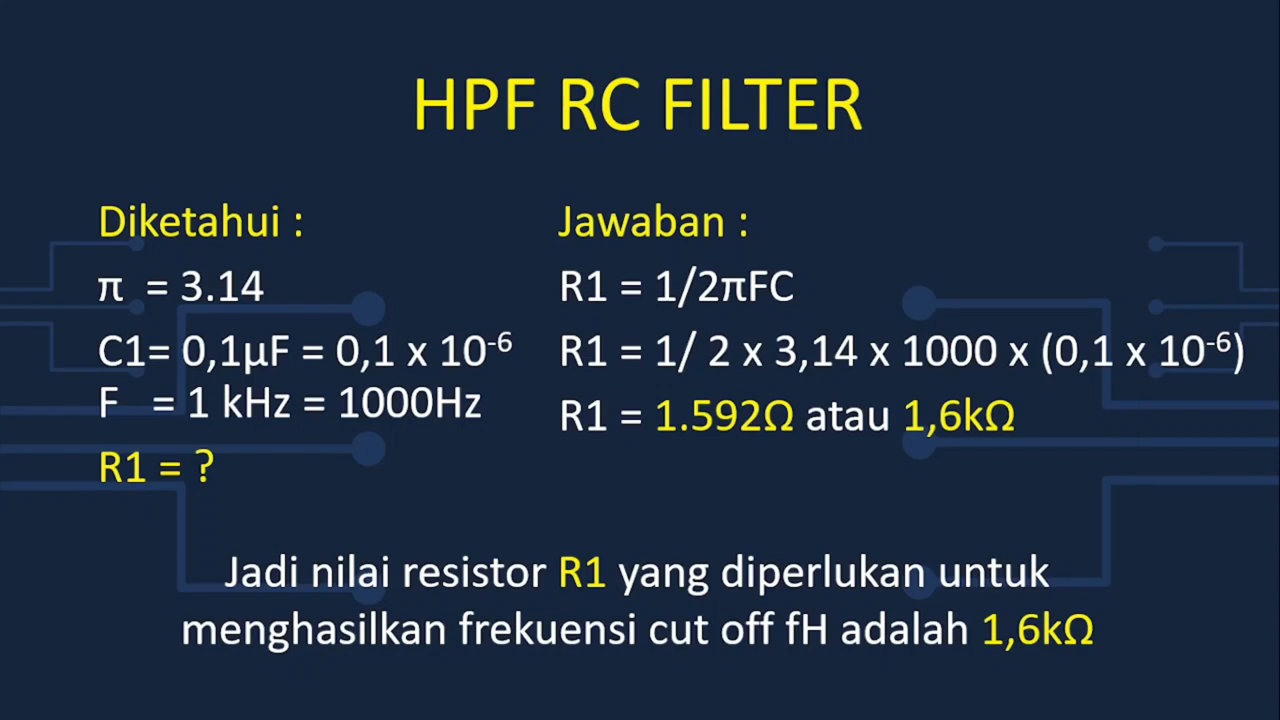 HPF RC FILTER
Diketahui :
π = 3.14
C1= 0,1µF = 0,1 x 10⁻⁶
F = 1 kHz = 1000Hz
R1 = ?
Jawaban :
R1 = 1/2πFC
R1 = 1/ 2 x 3,14 x 1000 x (0,1 x 10⁻⁶)
R1 = 1.592Ω atau 1,6kΩ
Jadi nilai resistor R1 yang diperlukan untuk
menghasilkan frekuensi cut off fH adalah 1,6kΩ